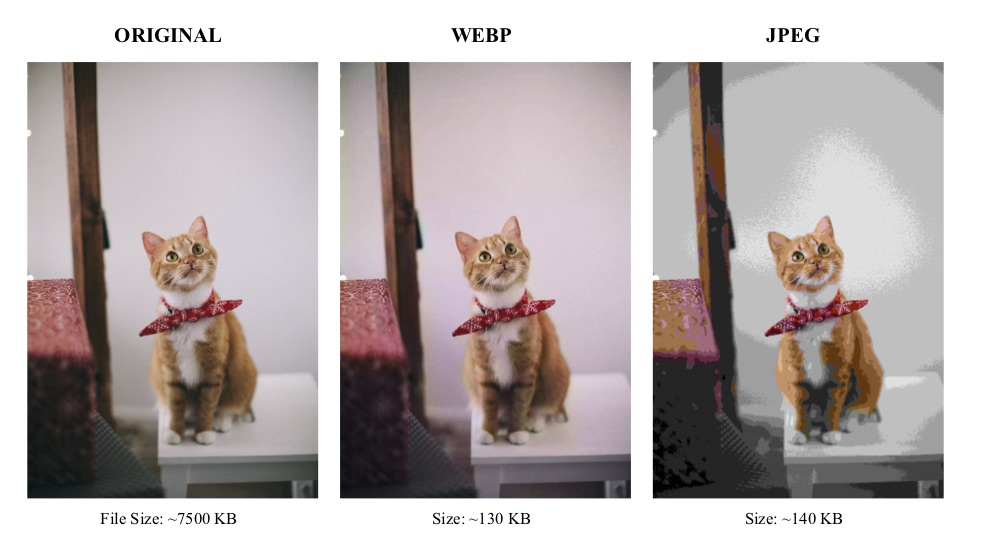 ORIGINAL WEBP JPEG
File Size: ~7500 KB Size: ~130 KB Size: ~140 KB